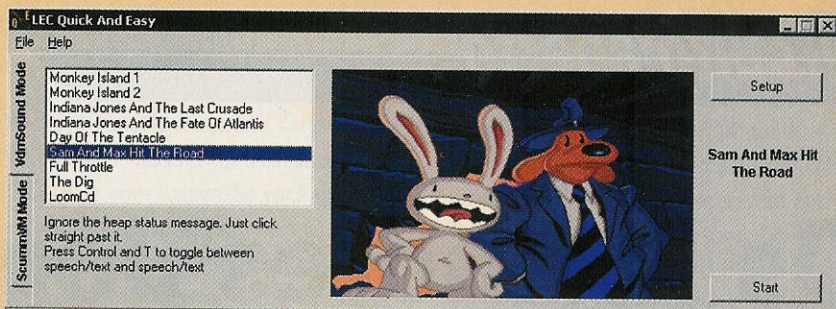 LEC Quick And Easy
File Help
VdmSound Mode
ScummVM Mode
Monkey Island 1
Monkey Island 2
Indiana Jones And The Last Crusade
Indiana Jones And The Fate Of Atlantis
Day Of The Tentacle
Sam And Max Hit The Road
Full Throttle
The Dig
LoomCd
Ignore the heap status message. Just click
straight past it.
Press Control and T to toggle between
speech/text and speech/text
Setup
Sam And Max Hit
The Road
Start